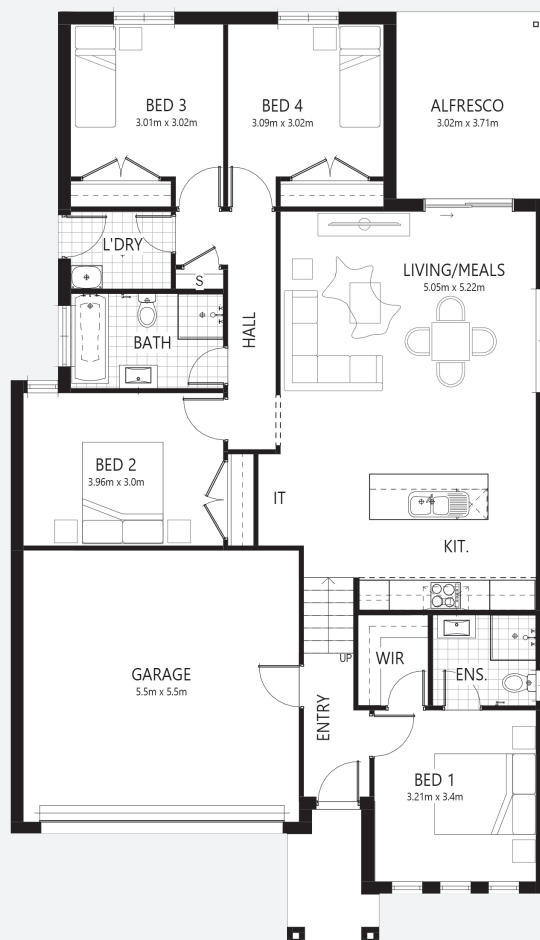 BED 3
3.01m x 3.02m
BED 4
3.09m x 3.02m
ALFRESCO
3.02m x 3.71m
L'DRY
S
LIVING/MEALS
5.05m x 5.22m
BATH
HALL
BED 2
3.96m x 3.0m
IT
KIT.
UP
WIR
ENS.
GARAGE
5.5m x 5.5m
ENTRY
BED 1
3.21m x 3.4m